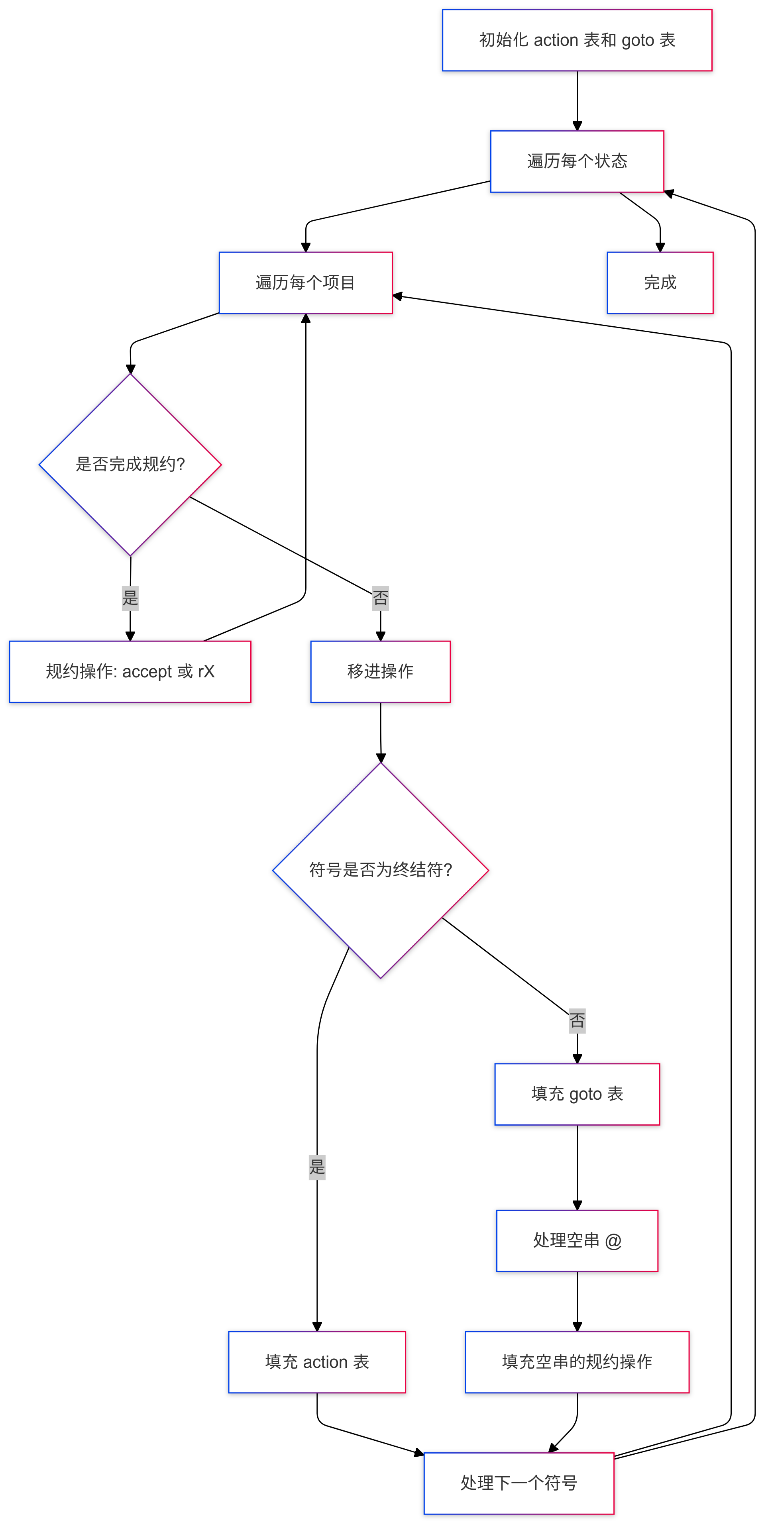 初始化 action 表和 goto 表
遍历每个状态
遍历每个项目
完成
是否完成规约?
是
否
规约操作: accept 或 rX
移进操作
符号是否为终结符?
否
填充 goto 表
是
处理空串 @
填充 action 表
填充空串的规约操作
处理下一个符号